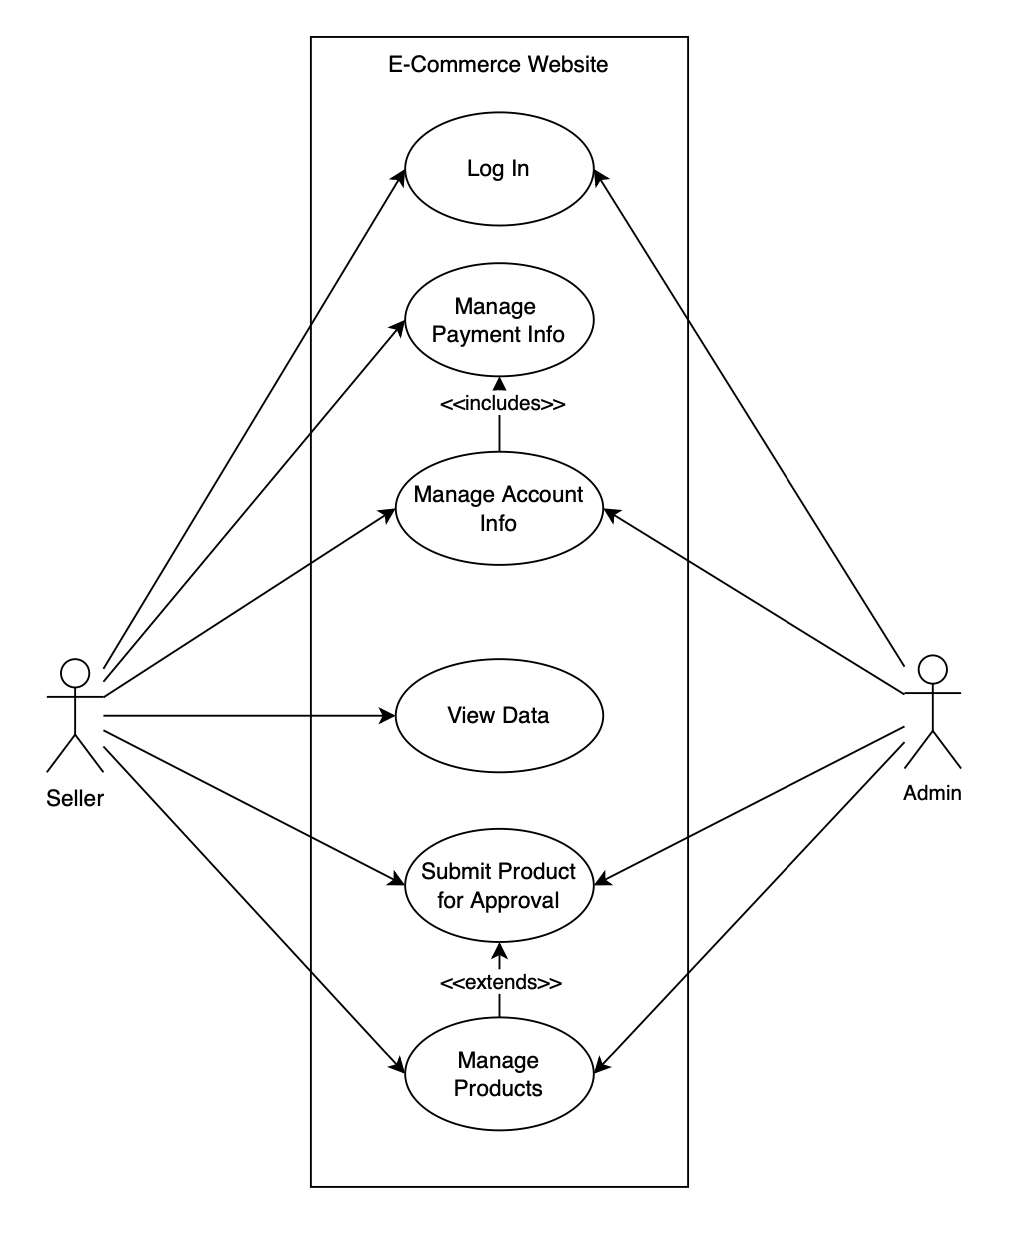 E-Commerce Website
Log In
Manage
Payment Info
<<includes>>
Manage Account
Info
View Data
Seller
Admin
Submit Product
for Approval
<<extends>>
Manage
Products